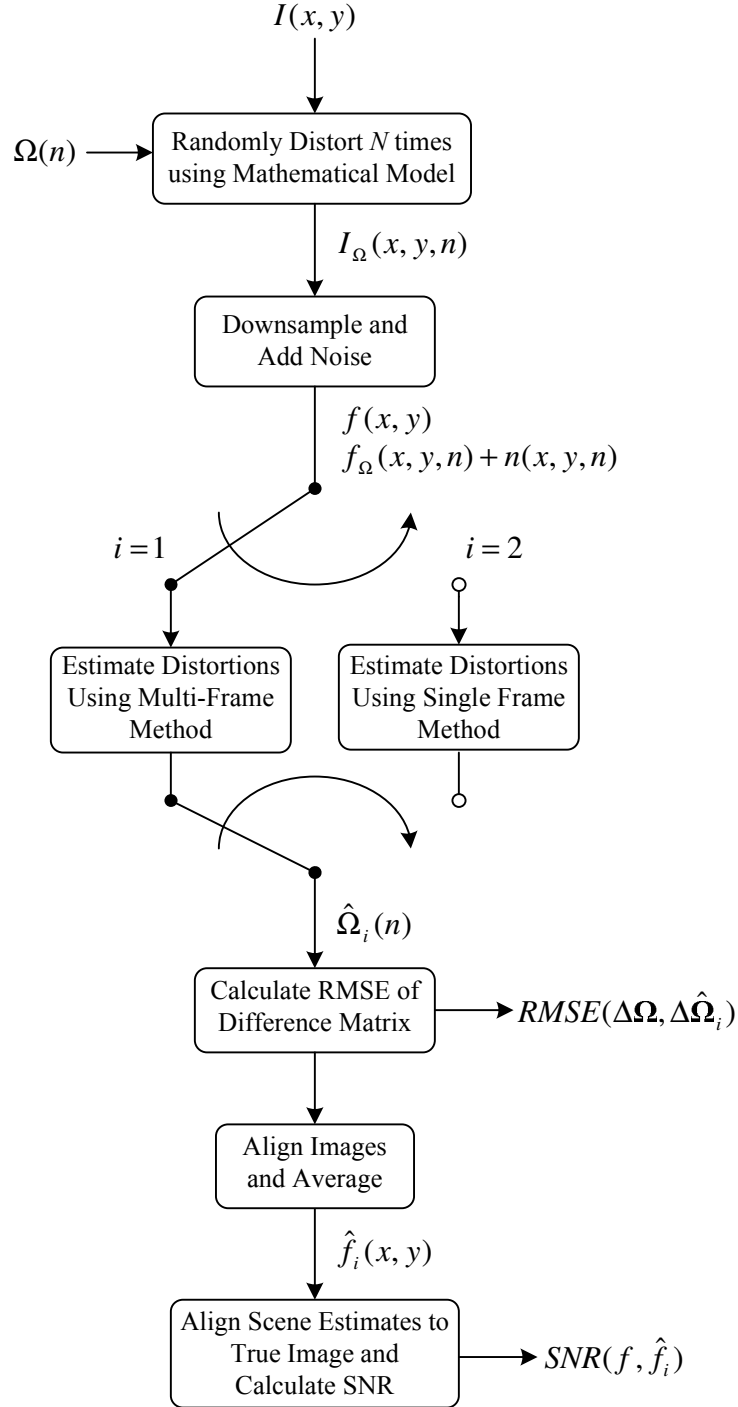 I(x, y)
Ω(n)
Randomly Distort N times
using Mathematical Model
I_Ω(x, y, n)
Downsample and
Add Noise
f(x, y)
f_Ω(x, y, n) + n(x, y, n)
i = 1
i = 2
Estimate Distortions
Using Multi-Frame
Method
Estimate Distortions
Using Single Frame
Method
Ω̂_i(n)
Calculate RMSE of
Difference Matrix
RMSE(ΔΩ, ΔΩ̂_i)
Align Images
and Average
f̂_i(x, y)
Align Scene Estimates to
True Image and
Calculate SNR
SNR(f, f̂_i)